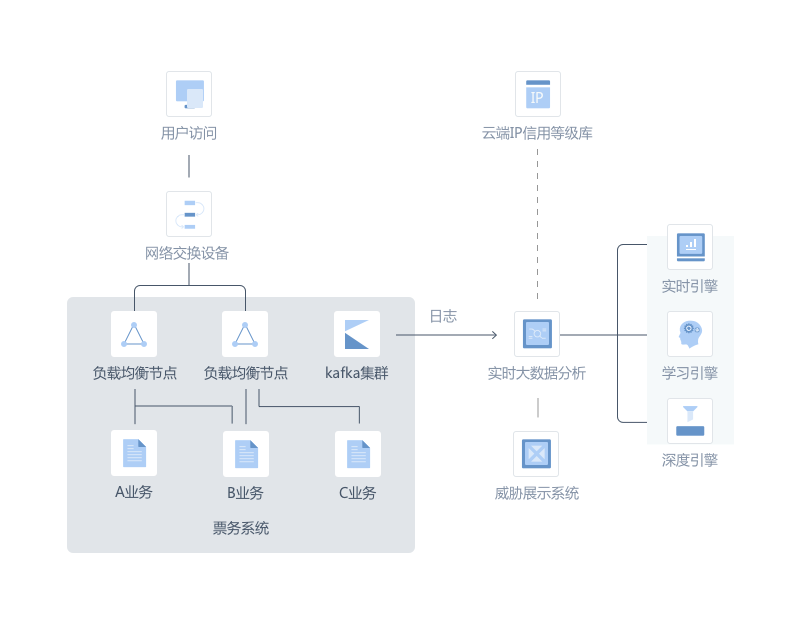 IP
用户访问
云端IP信用等级库
网络交换设备
实时引擎
日志
负载均衡节点
负载均衡节点
kafka集群
实时大数据分析
学习引擎
深度引擎
A业务
B业务
C业务
威胁展示系统
票务系统